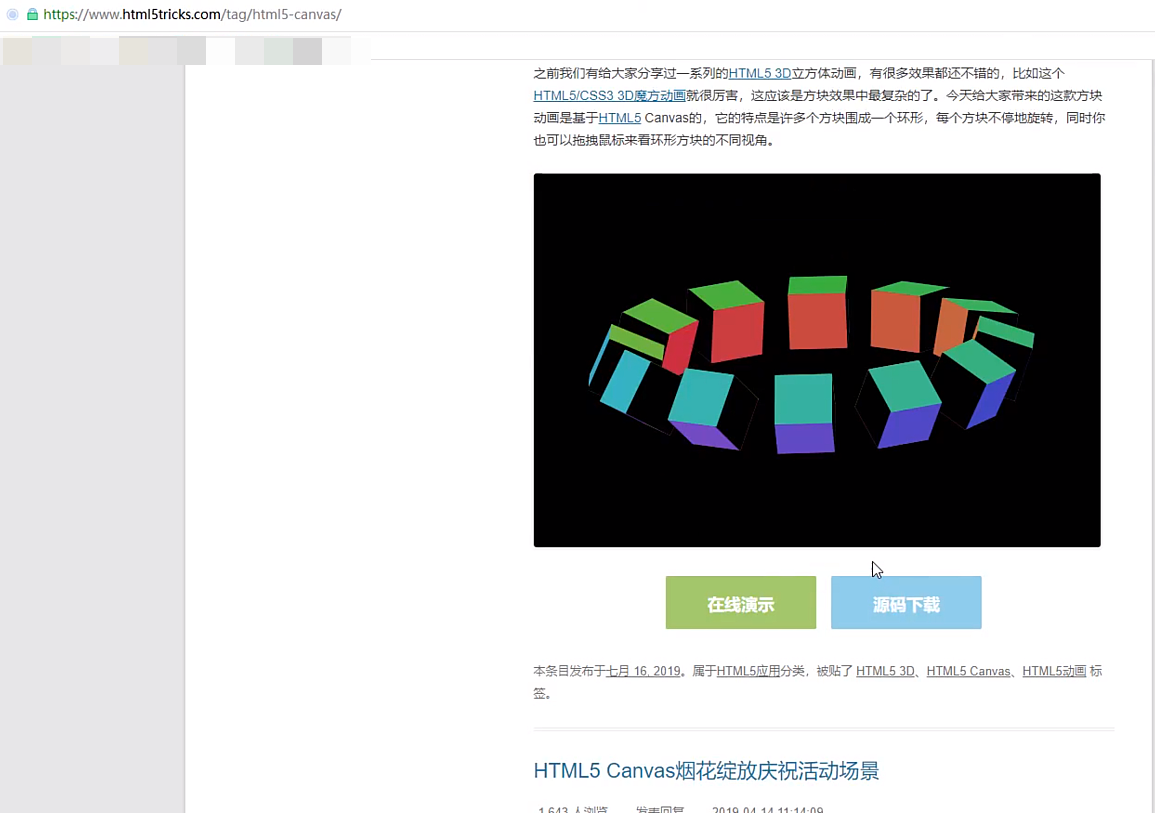 https://www.html5tricks.com/tag/html5-canvas/
之前我们有给大家分享过一系列的HTML5 3D立方体动画，有很多效果都还不错的，比如这个
HTML5/CSS3 3D魔方动画就很厉害，这应该是方块效果中最复杂的了。今天给大家带来的这款方块
动画是基于HTML5 Canvas的，它的特点是许多个方块围成一个环形，每个方块不停地旋转，同时你
也可以拖拽鼠标来看环形方块的不同视角。
在线演示
源码下载
本条目发布于七月 16, 2019。属于HTML5应用分类，被贴了 HTML5 3D、HTML5 Canvas、HTML5动画 标
签。
HTML5 Canvas烟花绽放庆祝活动场景
1,643 人浏览 发表回复 2019-04-14 11:14:09